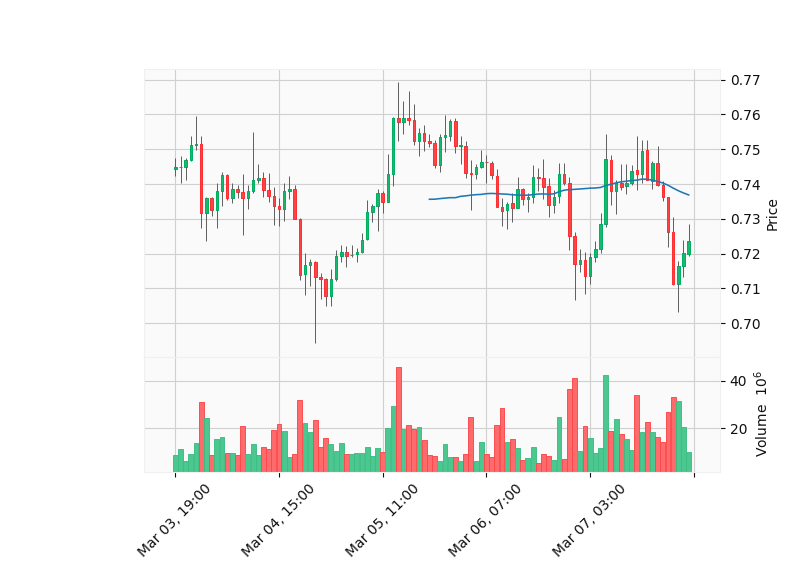 0.77
0.76
0.75
0.74
0.73
0.72
0.71
0.70
Price
40
20
Volume 10^6
Mar 03, 19:00
Mar 04, 15:00
Mar 05, 11:00
Mar 06, 07:00
Mar 07, 03:00